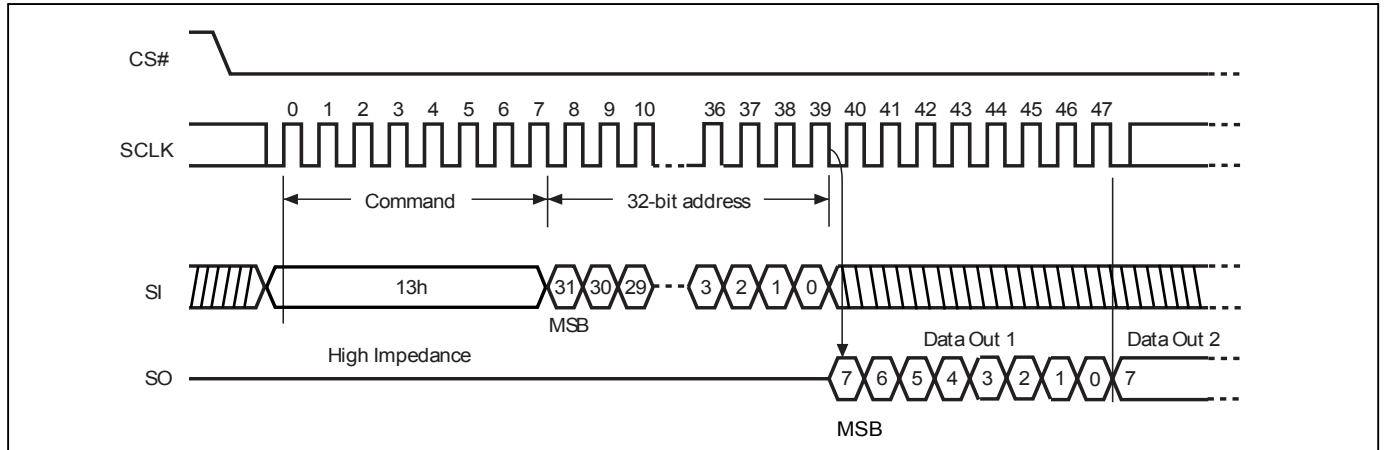 CS#
0 1 2 3 4 5 6 7 8 9 10 36 37 38 39 40 41 42 43 44 45 46 47
SCLK
Command 32-bit address
SI 13h 31 30 29 3 2 1 0
MSB
High Impedance Data Out 1 Data Out 2
SO 7 6 5 4 3 2 1 0 7
MSB